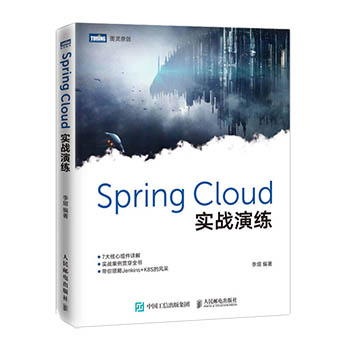 TURING
图灵原创
Spring Cloud
实战演练
李熠 编著
7大核心组件详解
实战案例贯穿全书
带你领略Jenkins+K8S的风采
中国工信出版集团
人民邮电出版社
Spring Cloud
实战演练
李熠 编著
人民邮电出版社